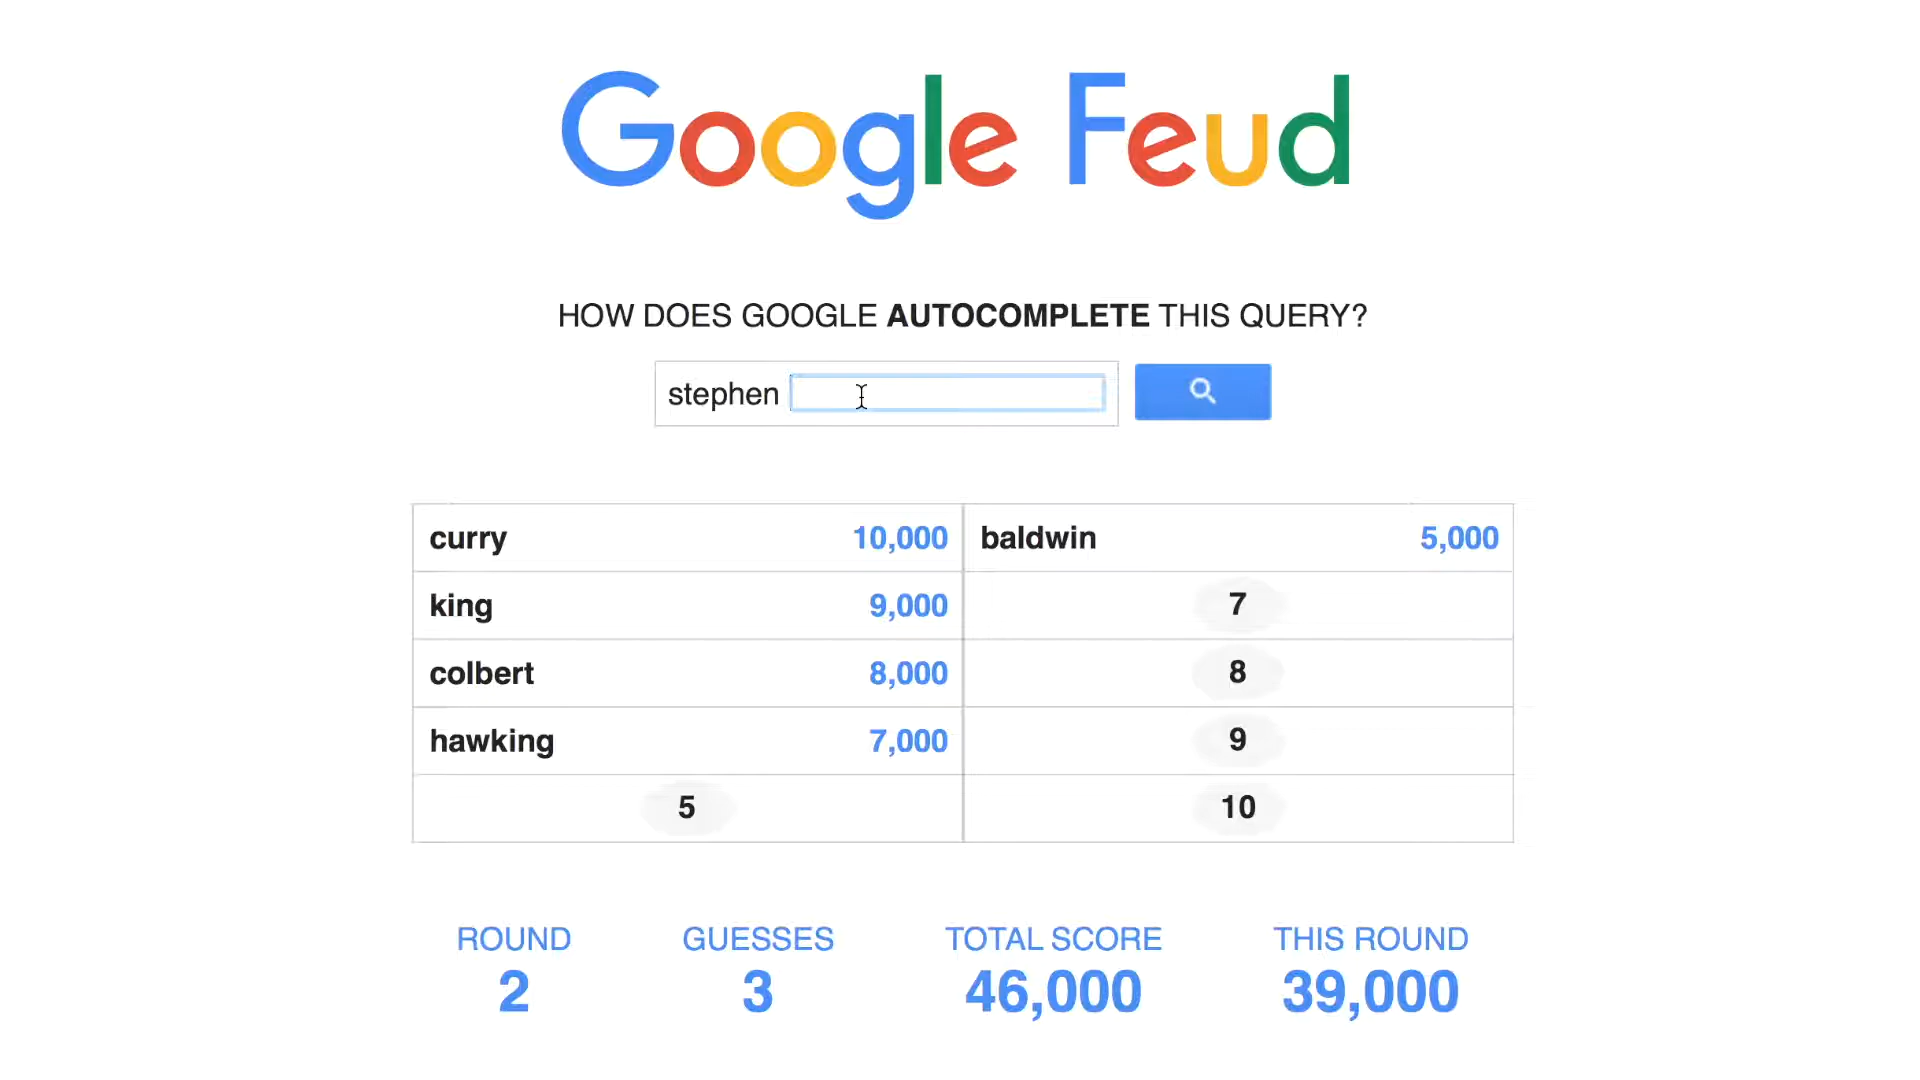 Google Feud
HOW DOES GOOGLE AUTOCOMPLETE THIS QUERY?
stephen
curry 10,000 baldwin 5,000
king 9,000 7
colbert 8,000 8
hawking 7,000 9
5 10
ROUND GUESSES TOTAL SCORE THIS ROUND
2 3 46,000 39,000